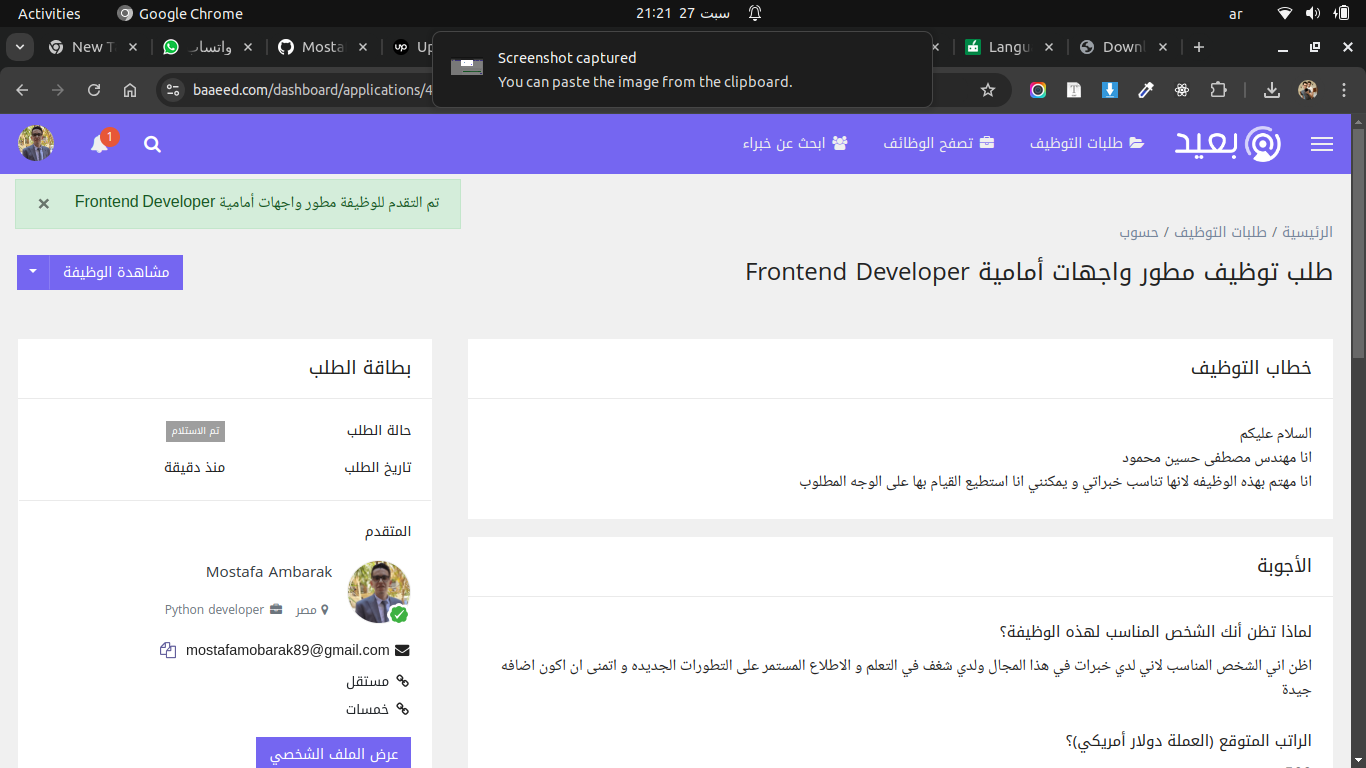 Activities
Google Chrome
سبت 27 21:21
ar
New T
واتساب
Mosta
Up
Langu
Downl
Screenshot captured
You can paste the image from the clipboard.
baaeed.com/dashboard/applications/4
بعيد
طلبات التوظيف
تصفح الوظائف
ابحث عن خبراء
1
تم التقدم للوظيفة مطور واجهات أمامية Frontend Developer
الرئيسية / طلبات التوظيف / حسوب
طلب توظيف مطور واجهات أمامية Frontend Developer
مشاهدة الوظيفة
خطاب التوظيف
السلام عليكم
انا مهندس مصطفى حسين محمود
انا مهتم بهذه الوظيفه لانها تناسب خبراتي و يمكنني انا استطيع القيام بها على الوجه المطلوب
الأجوبة
لماذا تظن أنك الشخص المناسب لهذه الوظيفة؟
اظن اني الشخص المناسب لاني لدي خبرات في هذا المجال ولدي شغف في التعلم و الاطلاع المستمر على التطورات الجديده و اتمنى ان اكون اضافه
جيدة
الراتب المتوقع (العملة دولار أمريكي)؟
بطاقة الطلب
حالة الطلب
تم الاستلام
تاريخ الطلب
منذ دقيقة
المتقدم
Mostafa Ambarak
مصر
Python developer
mostafamobarak89@gmail.com
مستقل
خمسات
عرض الملف الشخصي